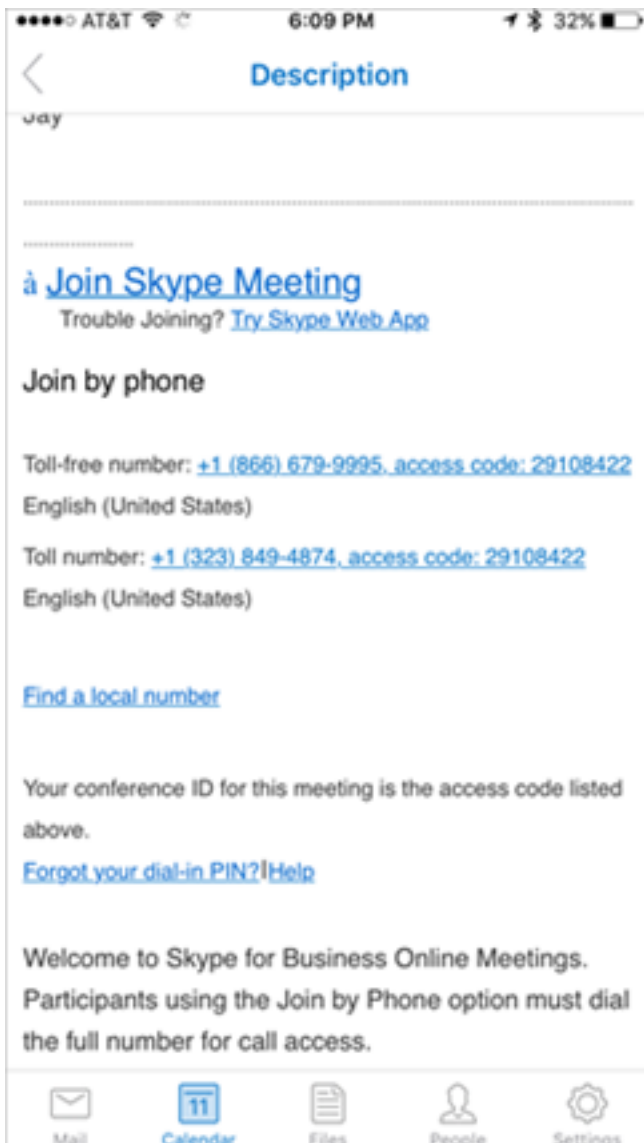 AT&T 6:09 PM 32%
Description
Jay
à Join Skype Meeting
Trouble Joining? Try Skype Web App
Join by phone
Toll-free number: +1 (866) 679-9995, access code: 29108422
English (United States)
Toll number: +1 (323) 849-4874, access code: 29108422
English (United States)
Find a local number
Your conference ID for this meeting is the access code listed
above.
Forgot your dial-in PIN?|Help
Welcome to Skype for Business Online Meetings.
Participants using the Join by Phone option must dial
the full number for call access.
11
Mail Calendar Files People Settings